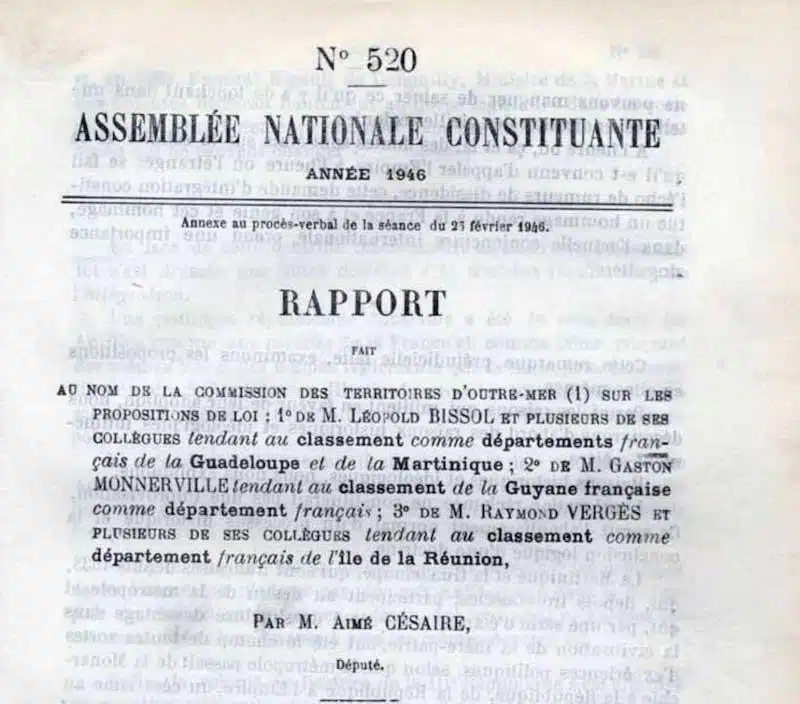 N° 520
ASSEMBLÉE NATIONALE CONSTITUANTE
ANNÉE 1946
Annexe au procès-verbal de la séance du février 1946.
RAPPORT
FAIT
AU NOM DE LA COMMISSION DES TERRITOIRES D'OUTRE-MER (1) SUR LES
PROPOSITIONS DE LOI : 1° DE M. LÉOPOLD BISSOL ET PLUSIEURS DE SES
COLLÈGUES tendant au classement comme départements fran-
çais de la Guadeloupe et de la Martinique ; 2° DE M. GASTON
MONNERVILLE tendant au classement de la Guyane française
comme département français ; 3° DE M. RAYMOND VERGÈS ET
PLUSIEURS DE SES COLLÈGUES tendant au classement comme
département français de l'île de la Réunion,
PAR M. AIMÉ CÉSAIRE,
Député.